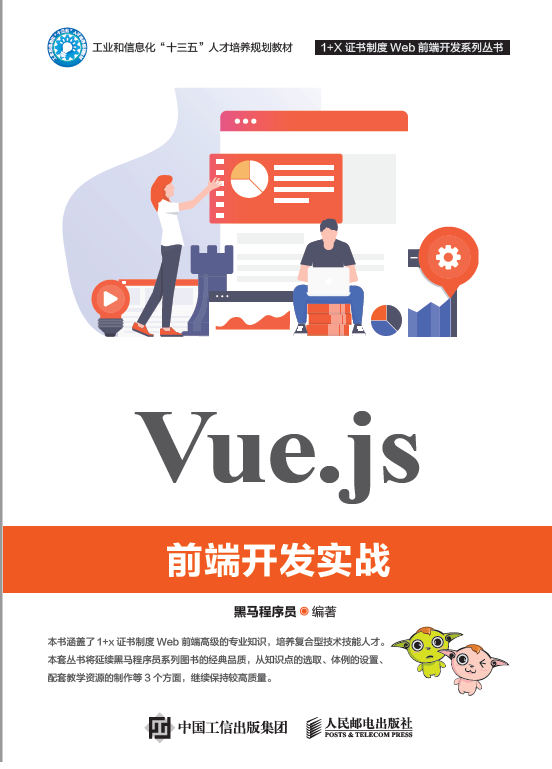 工业和信息化“十三五”人才培养规划教材
1+X 证书制度 Web 前端开发系列丛书
Vue.js
前端开发实战
黑马程序员 编著
本书涵盖了 1+x 证书制度 Web 前端高级的专业知识，培养复合型技术技能人才。
本套丛书将延续黑马程序员系列图书的经典品质，从知识点的选取、体例的设置、
配套教学资源的制作等 3 个方面，继续保持较高质量。
中国工信出版集团
人民邮电出版社
POSTS & TELECOM PRESS